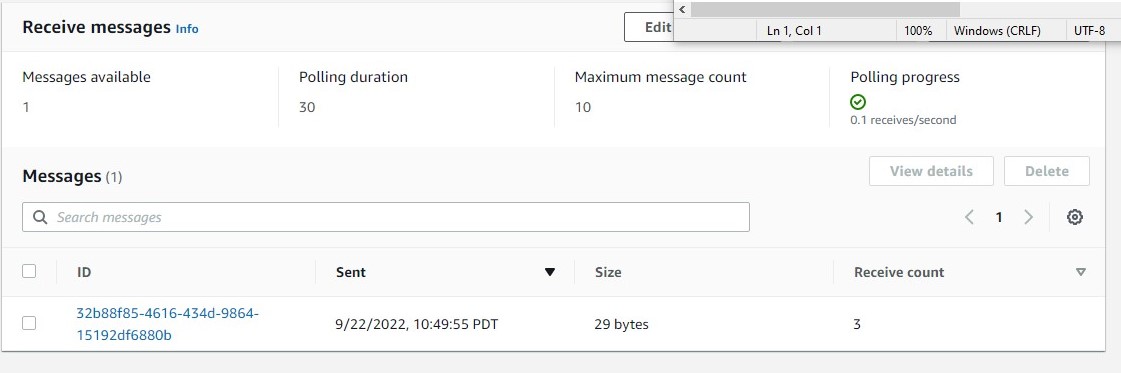 Receive messages Info
Edit
Ln 1, Col 1 100% Windows (CRLF) UTF-8
Messages available Polling duration Maximum message count Polling progress
1 30 10
0.1 receives/second
Messages (1) View details Delete
Search messages 1
ID Sent Size Receive count
32b88f85-4616-434d-9864-
15192df6880b
9/22/2022, 10:49:55 PDT 29 bytes 3